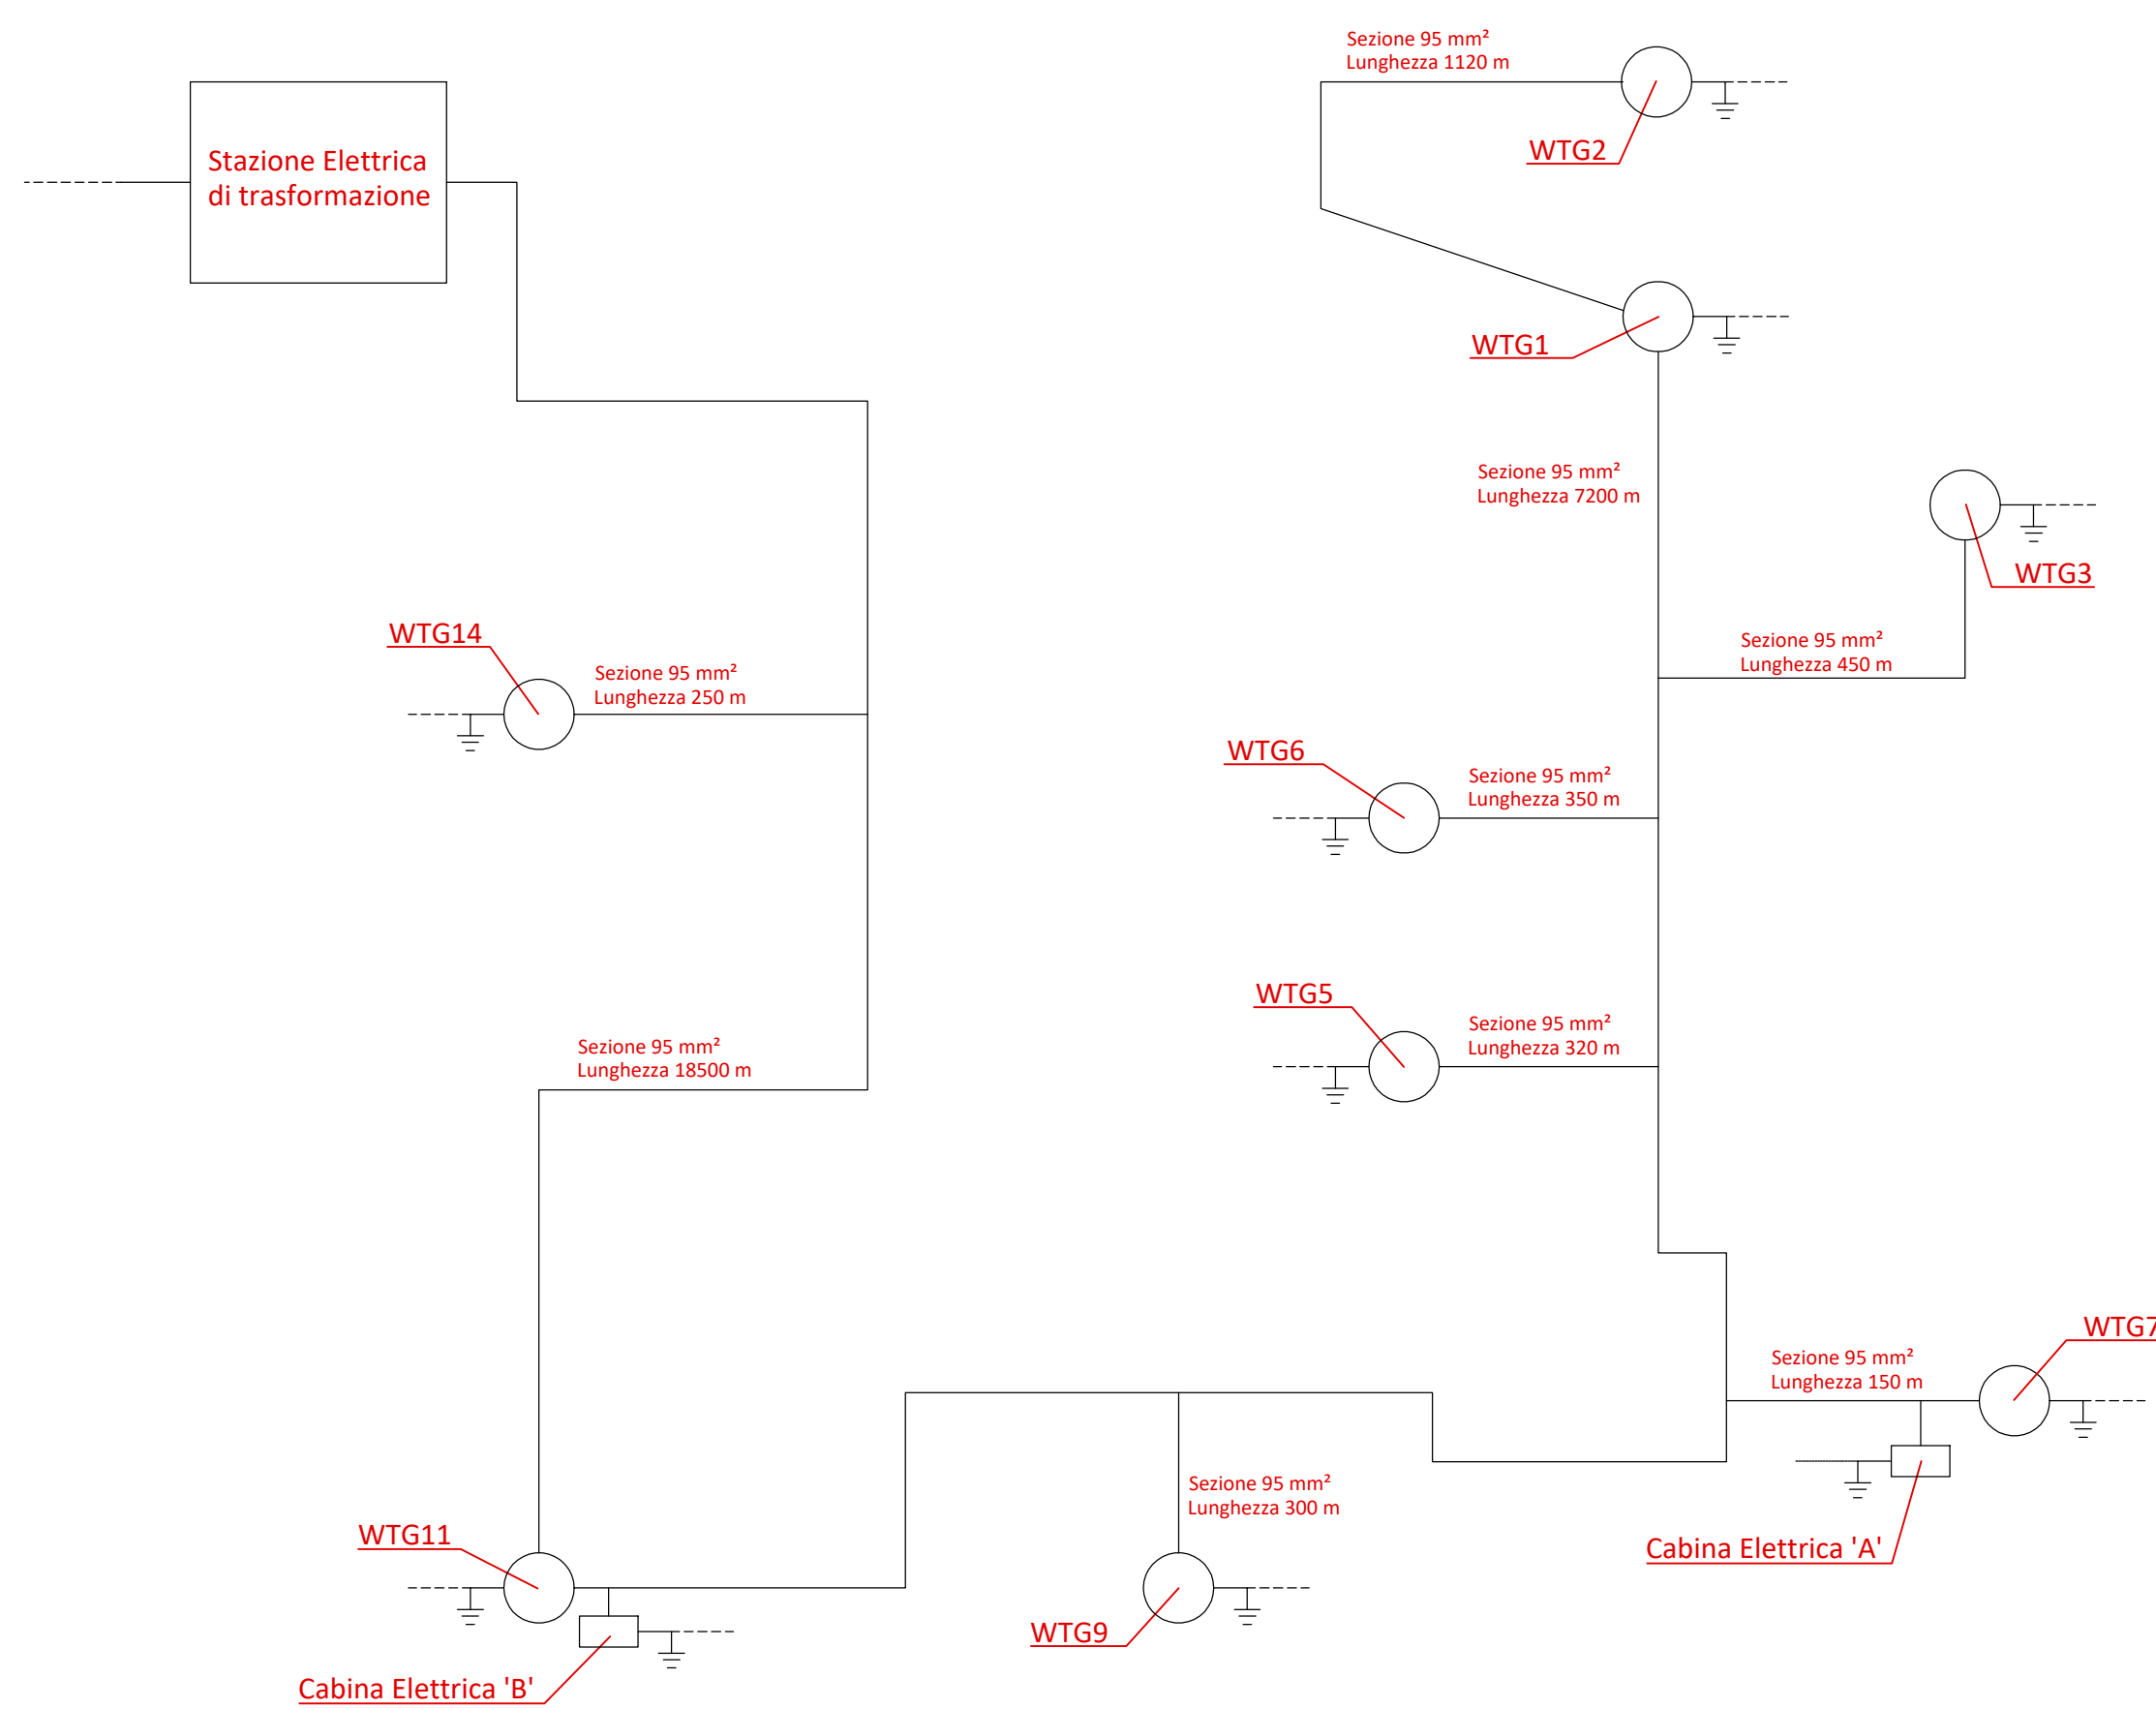 Sezione 95 mm²
Lunghezza 1120 m
Stazione Elettrica
di trasformazione
WTG2
WTG1
Sezione 95 mm²
Lunghezza 7200 m
WTG3
WTG14
Sezione 95 mm²
Lunghezza 450 m
Sezione 95 mm²
Lunghezza 250 m
WTG6
Sezione 95 mm²
Lunghezza 350 m
WTG5
Sezione 95 mm²
Lunghezza 320 m
Sezione 95 mm²
Lunghezza 18500 m
WTG7
Sezione 95 mm²
Lunghezza 150 m
Sezione 95 mm²
Lunghezza 300 m
WTG11
Cabina Elettrica 'A'
WTG9
Cabina Elettrica 'B'